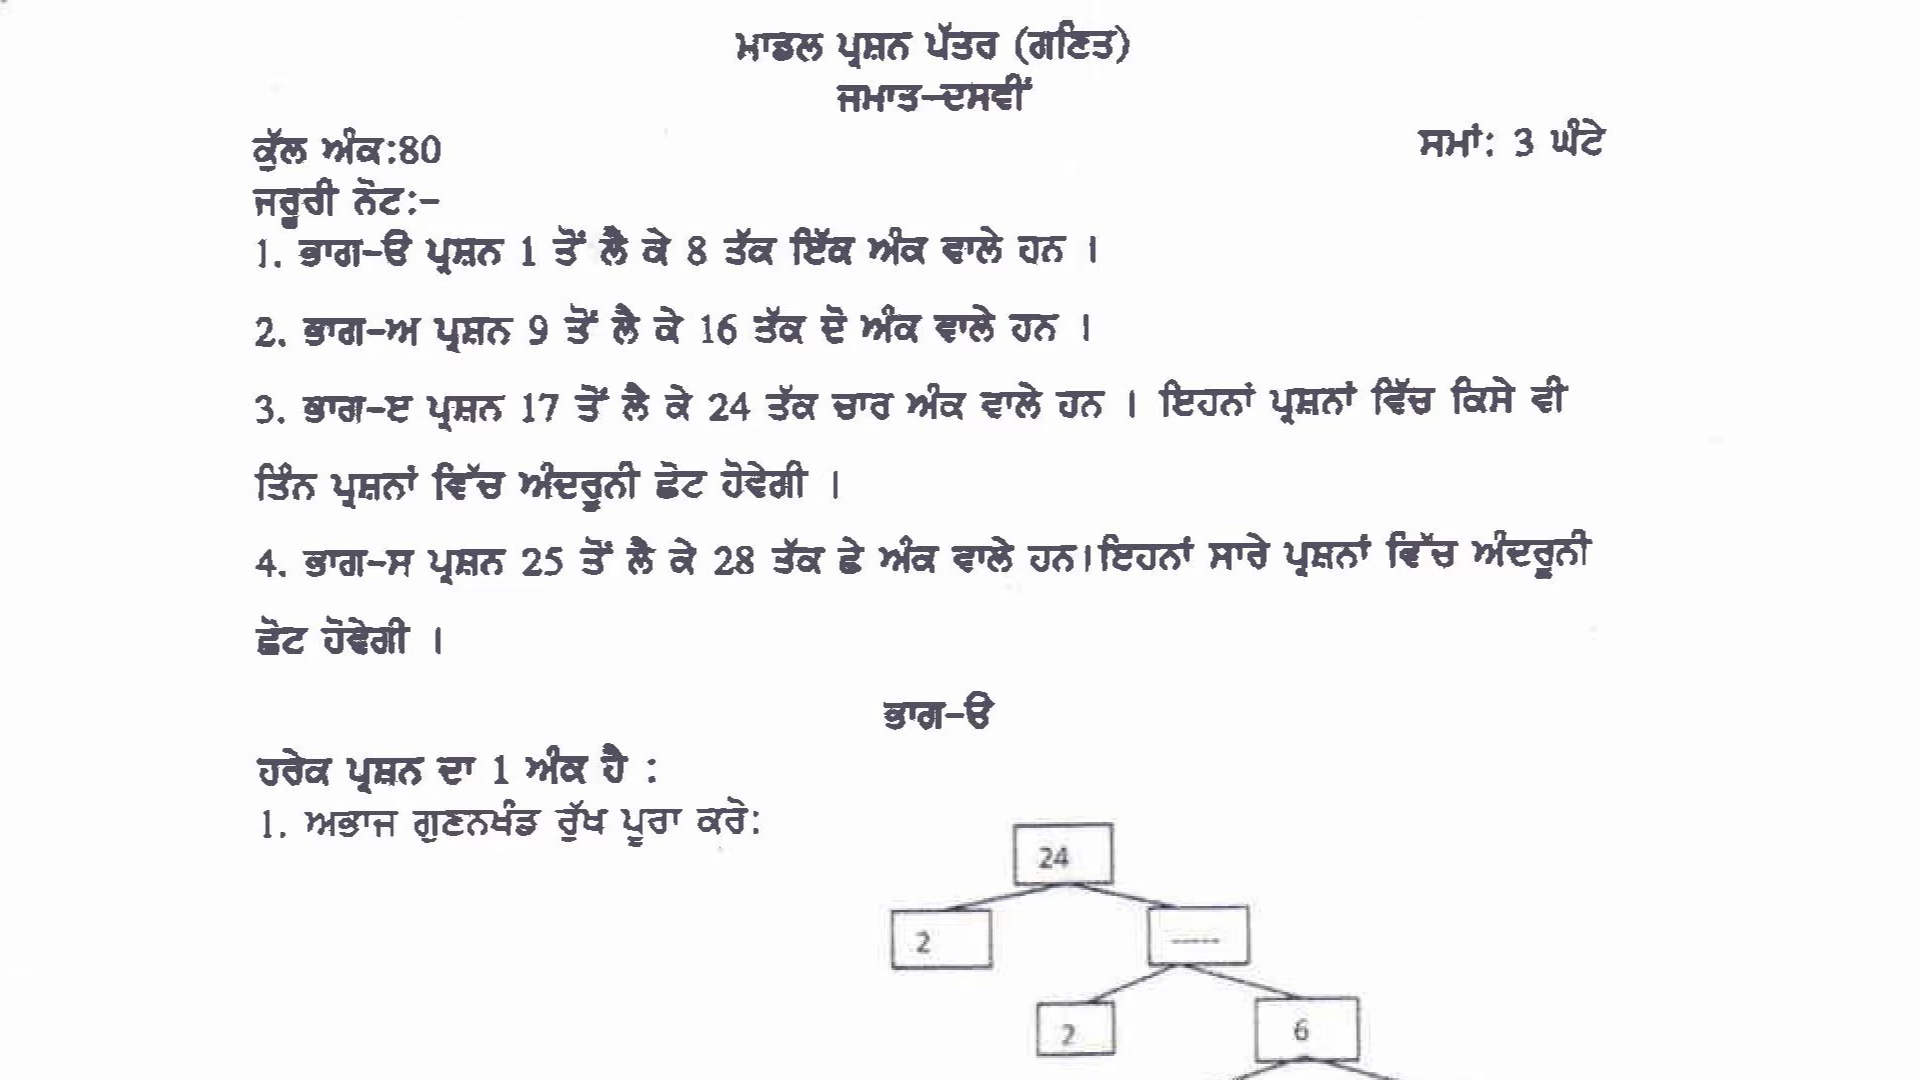 ਮਾਡਲ ਪ੍ਰਸ਼ਨ ਪੱਤਰ (ਗਣਿਤ)
ਜਮਾਤ-ਦਸਵੀਂ
ਕੁੱਲ ਅੰਕ:80
ਸਮਾਂ: 3 ਘੰਟੇ
ਜਰੂਰੀ ਨੋਟ:-
1. ਭਾਗ-ੳ ਪ੍ਰਸ਼ਨ 1 ਤੋਂ ਲੈ ਕੇ 8 ਤੱਕ ਇੱਕ ਅੰਕ ਵਾਲੇ ਹਨ ।
2. ਭਾਗ-ਅ ਪ੍ਰਸ਼ਨ 9 ਤੋਂ ਲੈ ਕੇ 16 ਤੱਕ ਦੋ ਅੰਕ ਵਾਲੇ ਹਨ ।
3. ਭਾਗ-ੲ ਪ੍ਰਸ਼ਨ 17 ਤੋਂ ਲੈ ਕੇ 24 ਤੱਕ ਚਾਰ ਅੰਕ ਵਾਲੇ ਹਨ । ਇਹਨਾਂ ਪ੍ਰਸ਼ਨਾਂ ਵਿੱਚ ਕਿਸੇ ਵੀ
ਤਿੰਨ ਪ੍ਰਸ਼ਨਾਂ ਵਿੱਚ ਅੰਦਰੂਨੀ ਛੋਟ ਹੋਵੇਗੀ ।
4. ਭਾਗ-ਸ ਪ੍ਰਸ਼ਨ 25 ਤੋਂ ਲੈ ਕੇ 28 ਤੱਕ ਛੇ ਅੰਕ ਵਾਲੇ ਹਨ।ਇਹਨਾਂ ਸਾਰੇ ਪ੍ਰਸ਼ਨਾਂ ਵਿੱਚ ਅੰਦਰੂਨੀ
ਛੋਟ ਹੋਵੇਗੀ ।
ਭਾਗ-ੳ
ਹਰੇਕ ਪ੍ਰਸ਼ਨ ਦਾ 1 ਅੰਕ ਹੈ :
1. ਅਭਾਜ ਗੁਣਨਖੰਡ ਰੁੱਖ ਪੂਰਾ ਕਰੋ:
24
2
-----
2
6